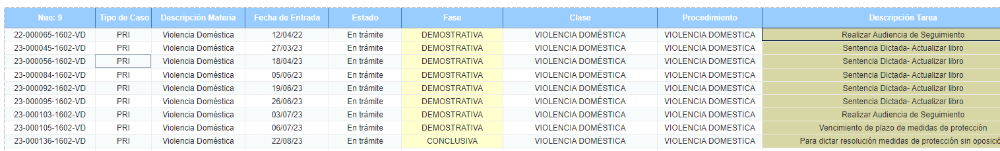 Nue: 9 Tipo de Caso Descripción Materia Fecha de Entrada Estado Fase Clase Procedimiento Descripción Tarea
22-000065-1602-VD PRI Violencia Doméstica 12/04/22 En trámite DEMOSTRATIVA VIOLENCIA DOMÉSTICA VIOLENCIA DOMESTICA Realizar Audiencia de Seguimiento
23-000045-1602-VD PRI Violencia Doméstica 27/03/23 En trámite DEMOSTRATIVA VIOLENCIA DOMÉSTICA VIOLENCIA DOMESTICA Sentencia Dictada- Actualizar libro
23-000056-1602-VD PRI Violencia Doméstica 18/04/23 En trámite DEMOSTRATIVA VIOLENCIA DOMÉSTICA VIOLENCIA DOMESTICA Sentencia Dictada- Actualizar libro
23-000084-1602-VD PRI Violencia Doméstica 05/06/23 En trámite DEMOSTRATIVA VIOLENCIA DOMÉSTICA VIOLENCIA DOMESTICA Sentencia Dictada- Actualizar libro
23-000092-1602-VD PRI Violencia Doméstica 19/06/23 En trámite DEMOSTRATIVA VIOLENCIA DOMÉSTICA VIOLENCIA DOMESTICA Sentencia Dictada- Actualizar libro
23-000095-1602-VD PRI Violencia Doméstica 26/06/23 En trámite DEMOSTRATIVA VIOLENCIA DOMÉSTICA VIOLENCIA DOMESTICA Sentencia Dictada- Actualizar libro
23-000103-1602-VD PRI Violencia Doméstica 03/07/23 En trámite DEMOSTRATIVA VIOLENCIA DOMÉSTICA VIOLENCIA DOMESTICA Realizar Audiencia de Seguimiento
23-000105-1602-VD PRI Violencia Doméstica 06/07/23 En trámite DEMOSTRATIVA VIOLENCIA DOMÉSTICA VIOLENCIA DOMESTICA Vencimiento de plazo de medidas de protección
23-000136-1602-VD PRI Violencia Doméstica 22/08/23 En trámite CONCLUSIVA VIOLENCIA DOMÉSTICA VIOLENCIA DOMESTICA Para dictar resolución medidas de protección sin